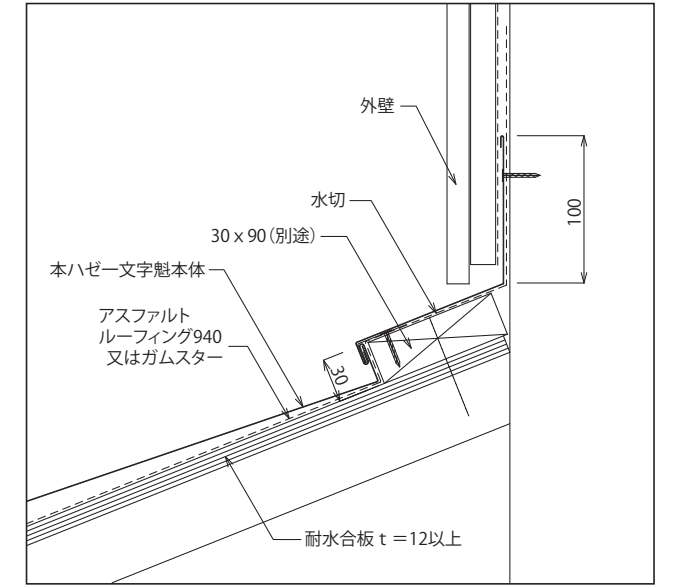 外壁
水切
30 x 90（別途）
本ハゼ一文字魁本体
アスファルト
ルーフィング940
又はガムスター
100
30
耐水合板 t ＝12以上